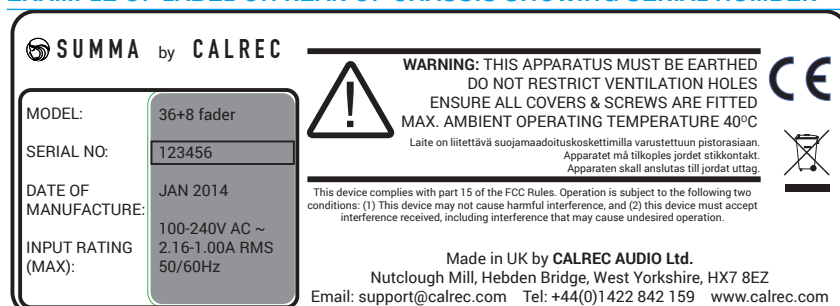 SUMMA by CALREC
MODEL: 36+8 fader
SERIAL NO: 123456
DATE OF
MANUFACTURE: JAN 2014
INPUT RATING
(MAX): 100-240V AC ~
2.16-1.00A RMS
50/60Hz
WARNING: THIS APPARATUS MUST BE EARTHED
DO NOT RESTRICT VENTILATION HOLES
ENSURE ALL COVERS & SCREWS ARE FITTED
MAX. AMBIENT OPERATING TEMPERATURE 40ºC
Laite on liitettävä suojamaadoituskoskettimilla varustettuun pistorasiaan.
Apparatet må tilkoples jordet stikkontakt.
Apparaten skall anslutas till jordat uttag.
This device complies with part 15 of the FCC Rules. Operation is subject to the following two
conditions: (1) This device may not cause harmful interference, and (2) this device must accept
interference received, including interference that may cause undesired operation.
Made in UK by CALREC AUDIO Ltd.
Nutclough Mill, Hebden Bridge, West Yorkshire, HX7 8EZ
Email: support@calrec.com Tel: +44(0)1422 842 159 www.calrec.com
CE